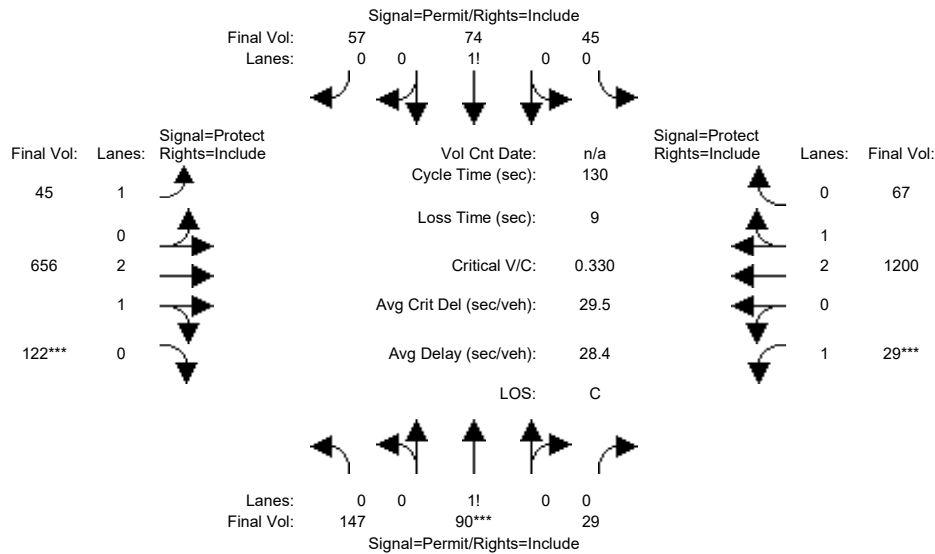 Signal=Permit/Rights=Include
Final Vol: 57 74 45
Lanes: 0 0 1! 0 0
Signal=Protect Signal=Protect
Final Vol: Lanes: Rights=Include Vol Cnt Date: n/a Rights=Include Lanes: Final Vol:
Cycle Time (sec): 130
45 1 0 67
Loss Time (sec): 9
0 1
656 2 Critical V/C: 0.330 2 1200
1 Avg Crit Del (sec/veh): 29.5 0
122*** 0 Avg Delay (sec/veh): 28.4 1 29***
LOS: C
Lanes: 0 0 1! 0 0
Final Vol: 147 90*** 29
Signal=Permit/Rights=Include